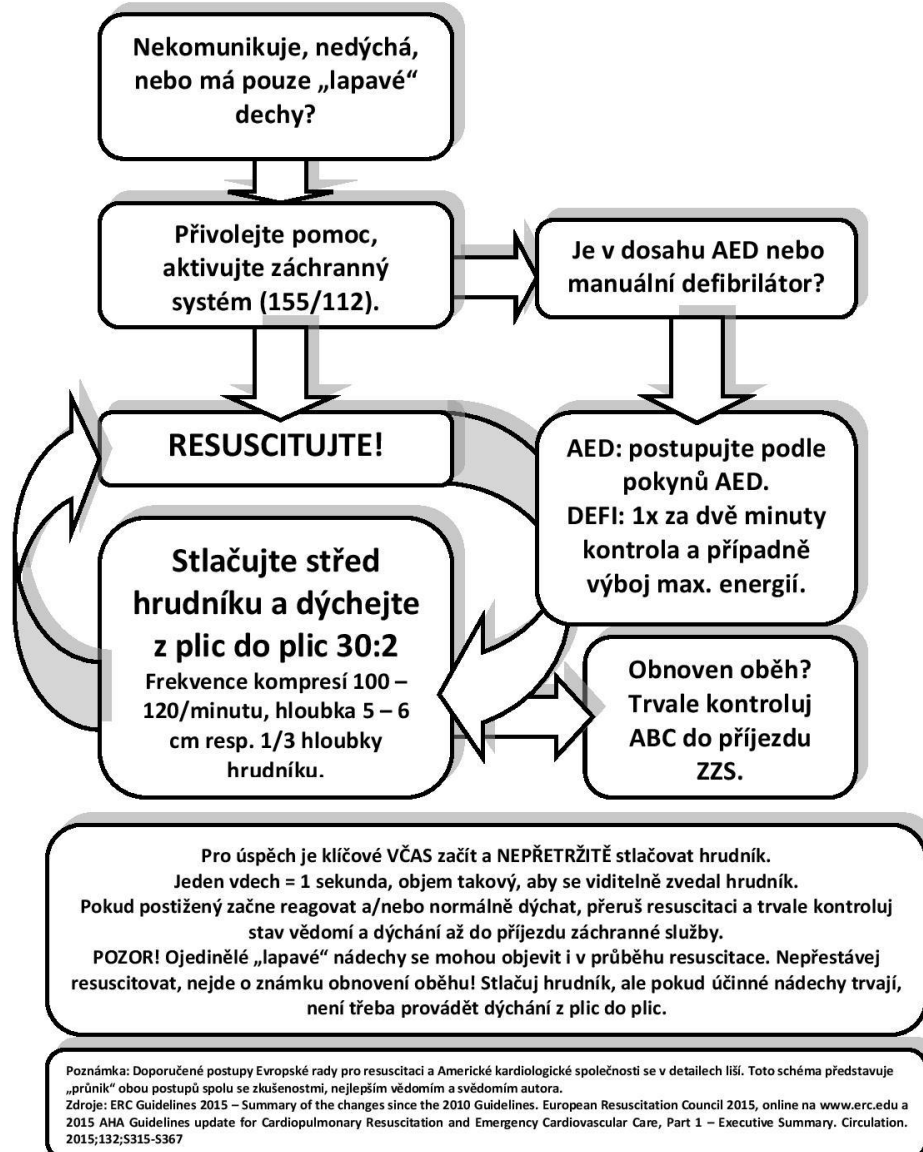 Nekomunikuje, nedýchá,
nebo má pouze „lapavé“
dechy?
Přivolejte pomoc,
aktivujte záchranný
systém (155/112).
Je v dosahu AED nebo
manuální defibrilátor?
RESUSCITUJTE!
AED: postupujte podle
pokynů AED.
DEFI: 1x za dvě minuty
kontrola a případně
výboj max. energií.
Stlačujte střed
hrudníku a dýchejte
z plic do plic 30:2
Frekvence kompresí 100 –
120/minutu, hloubka 5 – 6
cm resp. 1/3 hloubky
hrudníku.
Obnoven oběh?
Trvale kontroluj
ABC do příjezdu
ZZS.
Pro úspěch je klíčové VČAS začít a NEPŘETRŽITĚ stlačovat hrudník.
Jeden vdech = 1 sekunda, objem takový, aby se viditelně zvedal hrudník.
Pokud postižený začne reagovat a/nebo normálně dýchat, přeruš resuscitaci a trvale kontroluj
stav vědomí a dýchání až do příjezdu záchranné služby.
POZOR! Ojedinělé „lapavé“ nádechy se mohou objevit i v průběhu resuscitace. Nepřestávej
resuscitovat, nejde o známku obnovení oběhu! Stlačuj hrudník, ale pokud účinné nádechy trvají,
není třeba provádět dýchání z plic do plic.
Poznámka: Doporučené postupy Evropské rady pro resuscitaci a Americké kardiologické společnosti se v detailech liší. Toto schéma představuje
„průnik“ obou postupů spolu se zkušenostmi, nejlepším vědomím a svědomím autora.
Zdroje: ERC Guidelines 2015 – Summary of the changes since the 2010 Guidelines. European Resuscitation Council 2015, online na www.erc.edu a
2015 AHA Guidelines update for Cardiopulmonary Resuscitation and Emergency Cardiovascular Care, Part 1 – Executive Summary. Circulation.
2015;132;S315-S367